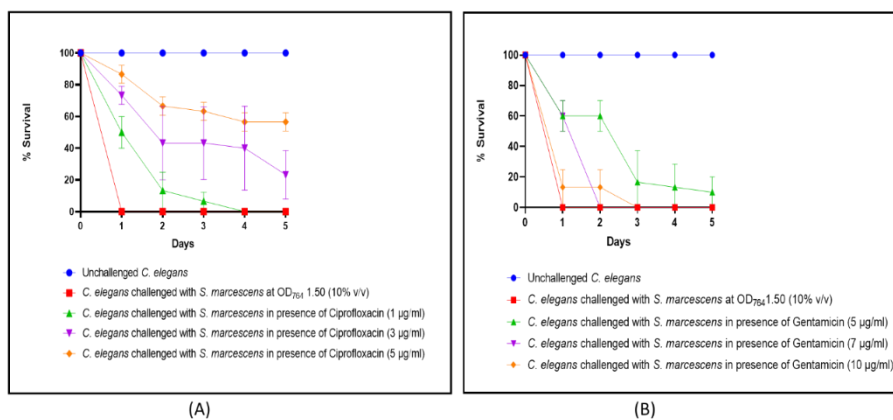 100
80
60
40
20
0
% Survival
0 1 2 3 4 5
Days
Unchallenged C. elegans
C. elegans challenged with S. marcescens at OD764 1.50 (10% v/v)
C. elegans challenged with S. marcescens in presence of Ciprofloxacin (1 µg/ml)
C. elegans challenged with S. marcescens in presence of Ciprofloxacin (3 µg/ml)
C. elegans challenged with S. marcescens in presence of Ciprofloxacin (5 µg/ml)
(A)
100
80
60
40
20
0
% Survival
0 1 2 3 4 5
Days
Unchallenged C. elegans
C. elegans challenged with S. marcescens at OD764 1.50 (10% v/v)
C. elegans challenged with S. marcescens in presence of Gentamicin (5 µg/ml)
C. elegans challenged with S. marcescens in presence of Gentamicin (7 µg/ml)
C. elegans challenged with S. marcescens in presence of Gentamicin (10 µg/ml)
(B)